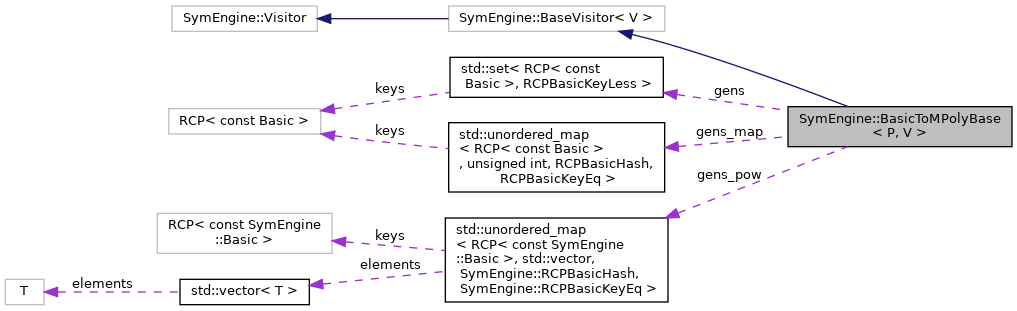 SymEngine::Visitor
SymEngine::BaseVisitor< V >
std::set< RCP< const
Basic >, RCPBasicKeyLess >
keys
gens
RCP< const Basic >
SymEngine::BasicToMPolyBase
< P, V >
keys
std::unordered_map
< RCP< const Basic >
, unsigned int, RCPBasicHash,
RCPBasicKeyEq >
gens_map
gens_pow
RCP< const SymEngine
::Basic >
keys
std::unordered_map
< RCP< const SymEngine
::Basic >, std::vector,
SymEngine::RCPBasicHash,
SymEngine::RCPBasicKeyEq >
elements
T
elements
std::vector< T >